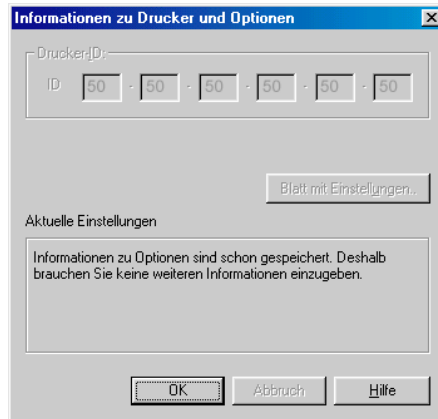 Informationen zu Drucker und Optionen
Drucker-ID:
ID 50 - 50 - 50 - 50 - 50 - 50
Blatt mit Einstellungen..
Aktuelle Einstellungen
Informationen zu Optionen sind schon gespeichert. Deshalb
brauchen Sie keine weiteren Informationen einzugeben.
OK Abbruch Hilfe